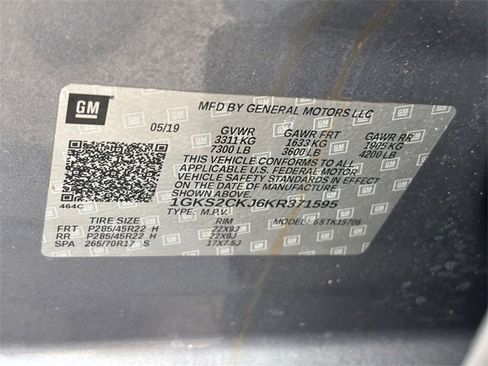 GM
MFD BY GENERAL MOTORS LLC
05/19 GVWR GAWR FRT GAWR RR
3311 KG 1633 KG 1905 KG
7300 LB 3600 LB 4200 LB
THIS VEHICLE CONFORMS TO ALL
APPLICABLE U.S. FEDERAL MOTOR
VEHICLE SAFETY STANDARDS IN
EFFECT ON THE DATE OF
MANUFACTURE SHOWN ABOVE.
1GKS2CKJ6KR371595
464C TYPE: M.P.V. MODEL: 6STK15706
TIRE SIZE RIM
FRT P285/45R22 H 22X9J
RR P285/45R22 H 22X9J
SPA 265/70R17 S 17X7.5J